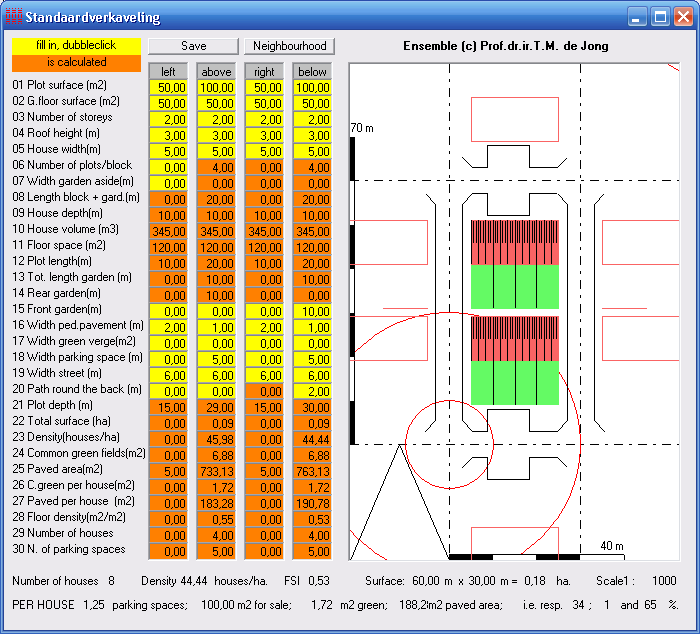 Standaardverkaveling
fill in, dubbleclick Save Neighbourhood Ensemble (c) Prof.dr.ir.T.M. de Jong
is calculated
left above right below
01 Plot surface (m2) 50,00 100,00 50,00 100,00
02 G.floor surface (m2) 50,00 50,00 50,00 50,00
03 Number of storeys 2,00 2,00 2,00 2,00
04 Roof height (m) 3,00 3,00 3,00 3,00
05 House width(m) 5,00 5,00 5,00 5,00
06 Number of plots/block 0,00 4,00 0,00 4,00
07 Width garden aside(m) 0,00 0,00 0,00 0,00
08 Length block + gard.(m) 0,00 20,00 0,00 20,00
09 House depth(m) 10,00 10,00 10,00 10,00
10 House volume (m3) 345,00 345,00 345,00 345,00
11 Floor space (m2) 120,00 120,00 120,00 120,00
12 Plot length(m) 10,00 20,00 10,00 20,00
13 Tot. length garden (m) 0,00 10,00 0,00 10,00
14 Rear garden(m) 0,00 10,00 0,00 0,00
15 Front garden(m) 0,00 0,00 0,00 10,00
16 Width ped.pavement (m) 2,00 1,00 2,00 1,00
17 Width green verge(m2) 0,00 0,00 0,00 0,00
18 Width parking space (m) 0,00 5,00 0,00 5,00
19 Width street (m) 6,00 6,00 6,00 6,00
20 Path round the back (m) 0,00 0,00 0,00 2,00
21 Plot depth (m) 15,00 29,00 15,00 30,00
22 Total surface (ha) 0,00 0,09 0,00 0,09
23 Density(houses/ha) 0,00 45,98 0,00 44,44
24 Common green fields(m2) 0,00 6,88 0,00 6,88
25 Paved area(m2) 5,00 733,13 5,00 763,13
26 C.green per house(m2) 0,00 1,72 0,00 1,72
27 Paved per house (m2) 0,00 183,28 0,00 190,78
28 Floor density(m2/m2) 0,00 0,55 0,00 0,53
29 Number of houses 0,00 4,00 0,00 4,00
30 N. of parking spaces 0,00 5,00 0,00 5,00
70 m
40 m
Number of houses 8 Density 44,44 houses/ha. FSI 0,53 Surface: 60,00 m x 30,00 m = 0,18 ha. Scale1 : 1000
PER HOUSE 1,25 parking spaces; 100,00 m2 for sale; 1,72 m2 green; 188,2 m2 paved area; i.e. resp. 34 ; 1 and 65 %.